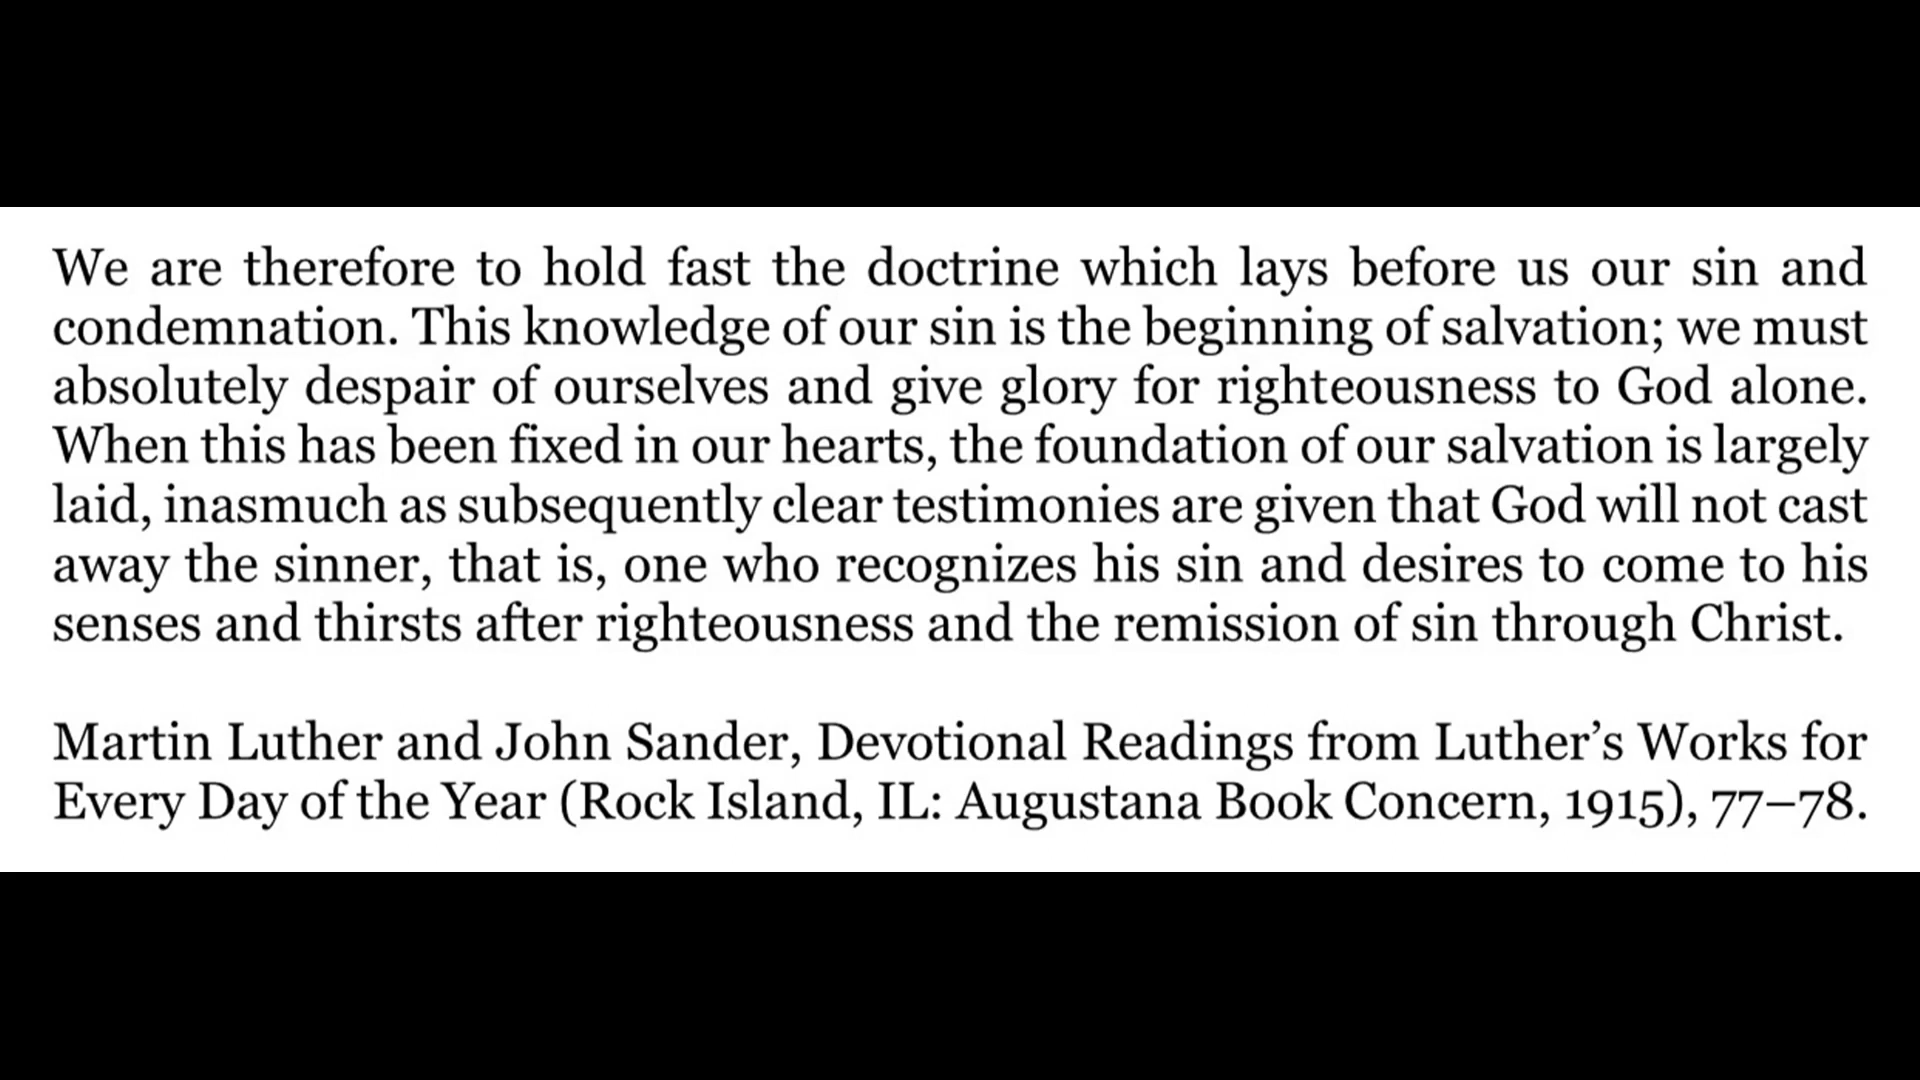 We are therefore to hold fast the doctrine which lays before us our sin and
condemnation. This knowledge of our sin is the beginning of salvation; we must
absolutely despair of ourselves and give glory for righteousness to God alone.
When this has been fixed in our hearts, the foundation of our salvation is largely
laid, inasmuch as subsequently clear testimonies are given that God will not cast
away the sinner, that is, one who recognizes his sin and desires to come to his
senses and thirsts after righteousness and the remission of sin through Christ.
Martin Luther and John Sander, Devotional Readings from Luther’s Works for
Every Day of the Year (Rock Island, IL: Augustana Book Concern, 1915), 77–78.